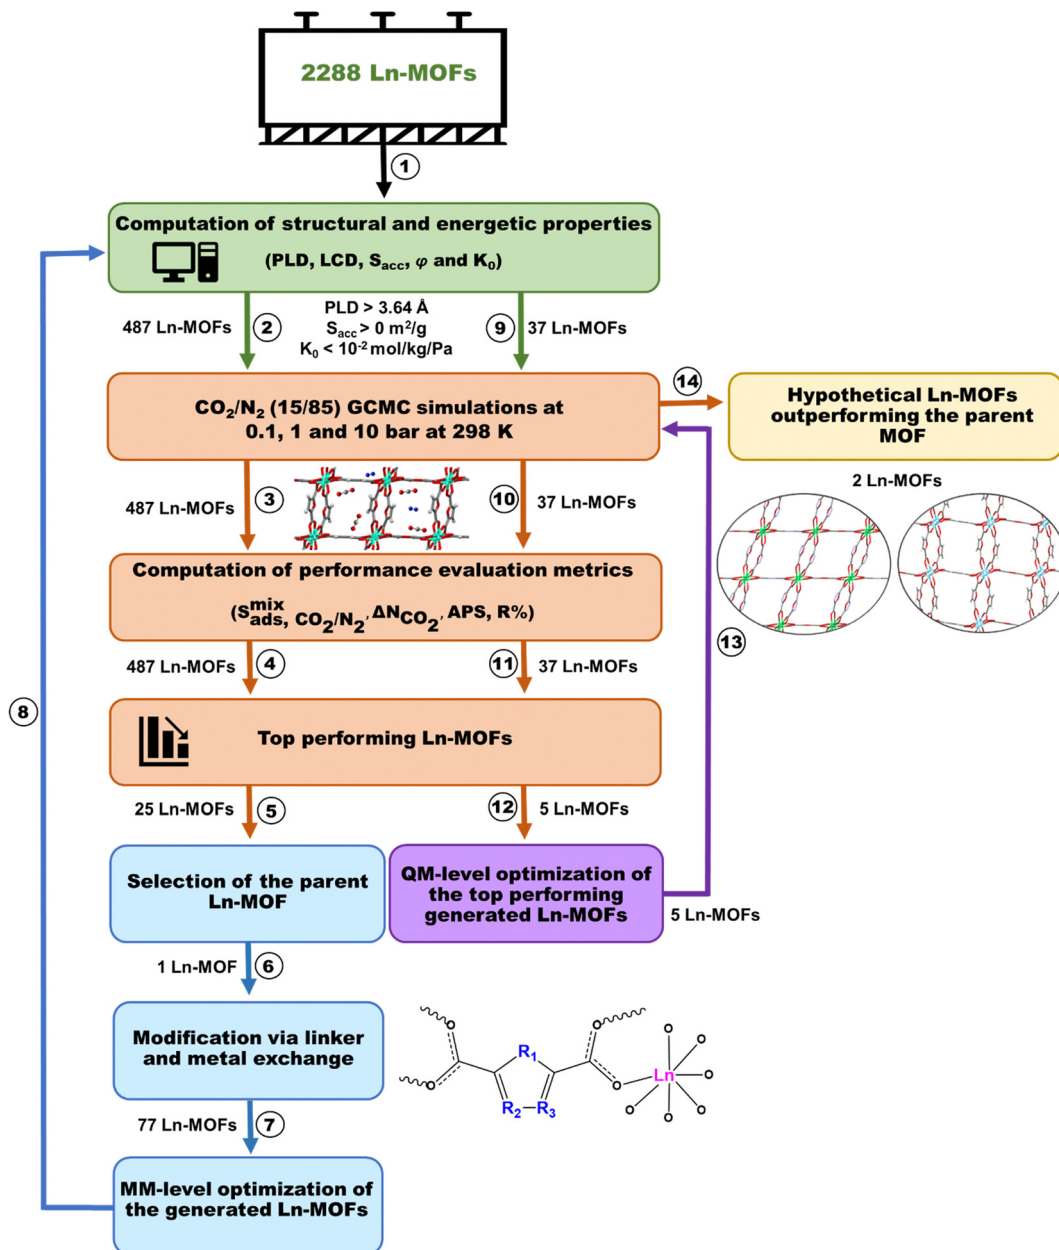 2288 Ln-MOFs
1
Computation of structural and energetic properties
(PLD, LCD, S_acc, φ and K₀)
487 Ln-MOFs
2
PLD > 3.64 Å
S_acc > 0 m²/g
K₀ < 10⁻² mol/kg/Pa
9
37 Ln-MOFs
CO₂/N₂ (15/85) GCMC simulations at
0.1, 1 and 10 bar at 298 K
14
Hypothetical Ln-MOFs
outperforming the parent
MOF
2 Ln-MOFs
487 Ln-MOFs
3
10
37 Ln-MOFs
Computation of performance evaluation metrics
(S^mix_ads, CO₂/N₂, ΔN_CO₂, APS, R%)
13
487 Ln-MOFs
4
11
37 Ln-MOFs
8
Top performing Ln-MOFs
25 Ln-MOFs
5
12
5 Ln-MOFs
Selection of the parent
Ln-MOF
QM-level optimization of
the top performing
generated Ln-MOFs
5 Ln-MOFs
1 Ln-MOF
6
Modification via linker
and metal exchange
O
O
R₁
R₂
R₃
O
O
Ln
O
O
O
O
O
O
77 Ln-MOFs
7
MM-level optimization of
the generated Ln-MOFs